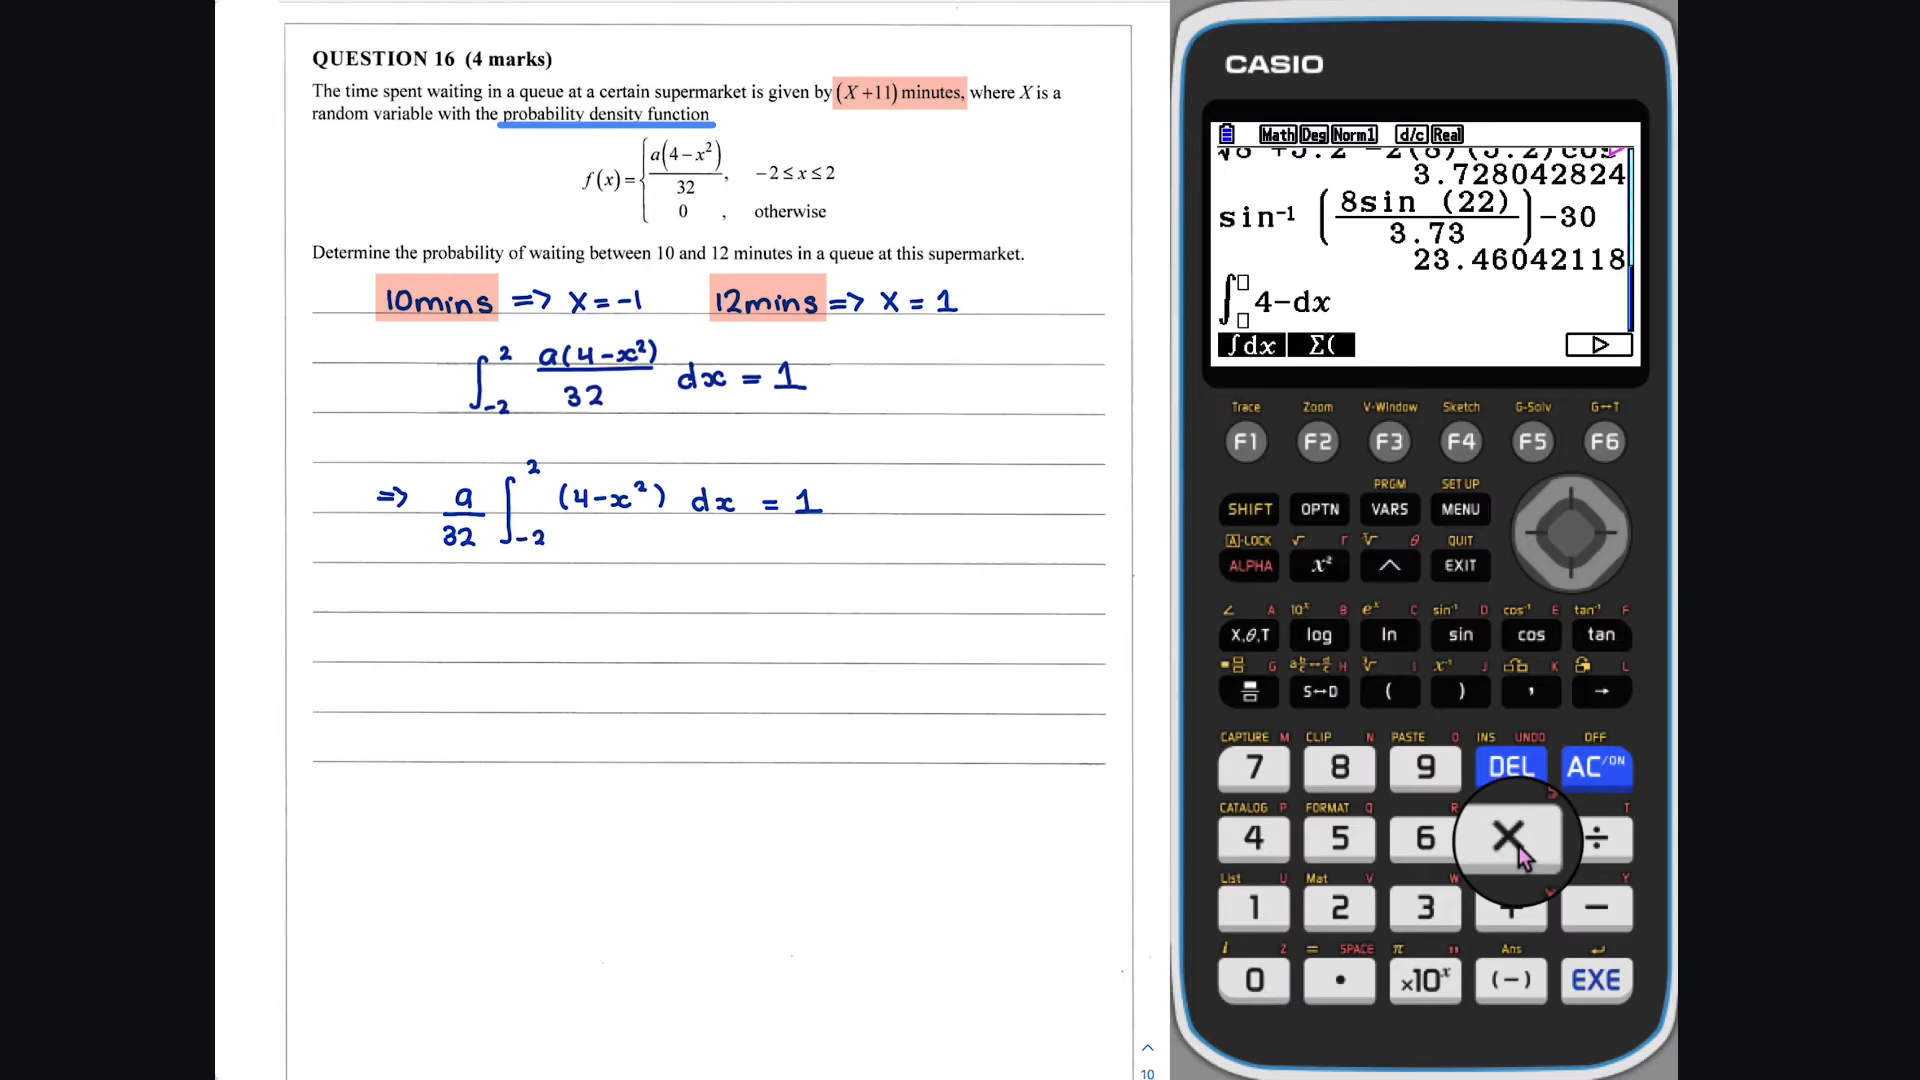 QUESTION 16 (4 marks)
The time spent waiting in a queue at a certain supermarket is given by (X+11) minutes, where X is a
random variable with the probability density function
f(x) = { a(4−x²)/32, −2 ≤ x ≤ 2
0, otherwise
Determine the probability of waiting between 10 and 12 minutes in a queue at this supermarket.
10mins => X = -1 12mins => X = 1
∫₋₂² a(4-x²)/32 dx = 1
=> a/32 ∫₋₂² (4-x²) dx = 1
10
CASIO
Math Deg Norm1 d/c Real
3.728042824
sin⁻¹ (8sin (22)/3.73)-30
23.46042118
∫□□ 4-dx
∫dx Σ( ▷
Trace Zoom V-Window Sketch G-Solv G↔T
F1 F2 F3 F4 F5 F6
PRGM SET UP
SHIFT OPTN VARS MENU
A-LOCK √ r ˣ√ θ QUIT
ALPHA x² ^ EXIT
∠ A 10ˣ B eˣ C sin⁻¹ D cos⁻¹ E tan⁻¹ F
X,θ,T log ln sin cos tan
G H ³√ I x⁻¹ J K L
S↔D ( ) , →
CAPTURE M CLIP N PASTE O INS UNDO OFF
7 8 9 DEL AC/ON
CATALOG P FORMAT Q R S T
4 5 6 × ÷
List U Mat V W Y
1 2 3 + −
i Z = SPACE π " Ans ↵
0 • ×10ˣ (−) EXE